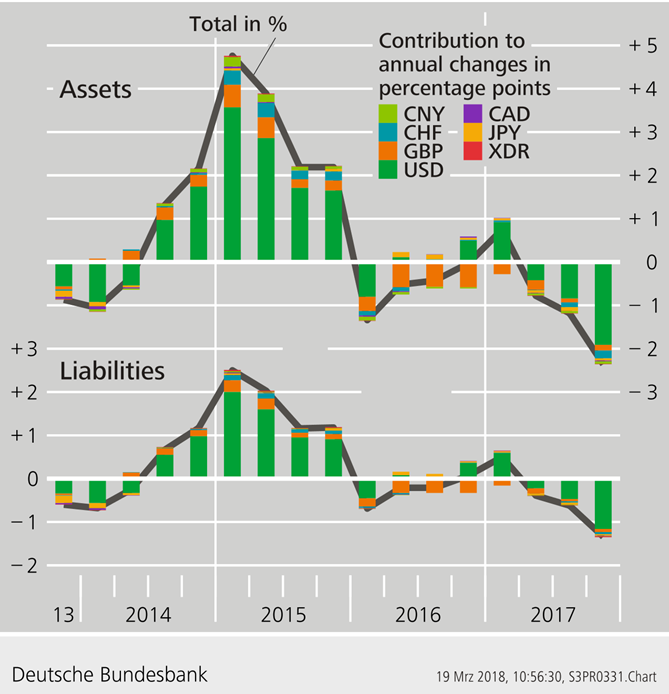 Total in %
Contribution to
annual changes in
percentage points
CNY CAD
CHF JPY
GBP XDR
USD
Assets
+ 5
+ 4
+ 3
+ 2
+ 1
0
− 1
− 2
− 3
Liabilities
+ 3
+ 2
+ 1
0
− 1
− 2
13 2014 2015 2016 2017
Deutsche Bundesbank
19 Mrz 2018, 10:56:30, S3PR0331.Chart